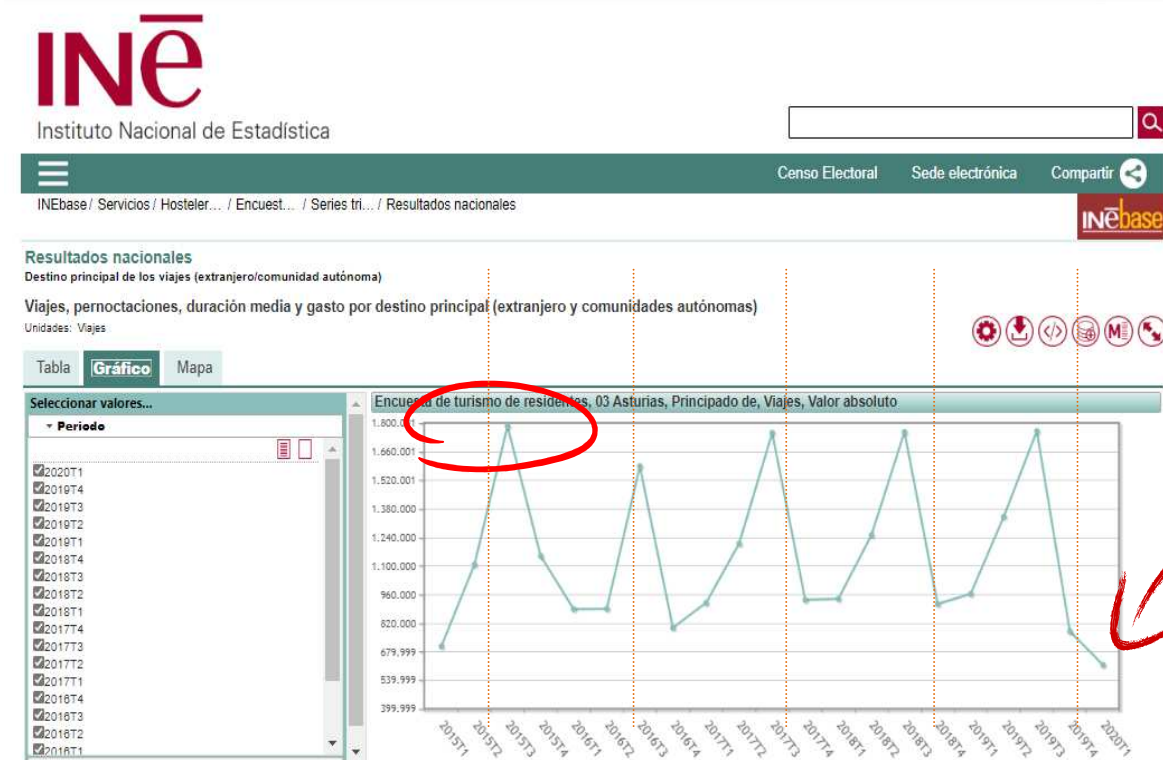 INē
Instituto Nacional de Estadística
Censo Electoral Sede electrónica Compartir
INEbase / Servicios / Hosteler... / Encuest... / Series tri... / Resultados nacionales
INēbase
Resultados nacionales
Destino principal de los viajes (extranjero/comunidad autónoma)
Viajes, pernoctaciones, duración media y gasto por destino principal (extranjero y comunidades autónomas)
Unidades: Viajes
Tabla Gráfico Mapa
Seleccionar valores...
Periodo
2020T1
2019T4
2019T3
2019T2
2019T1
2018T4
2018T3
2018T2
2018T1
2017T4
2017T3
2017T2
2017T1
2016T4
2016T3
2016T2
2016T1
Encuesta de turismo de residentes, 03 Asturias, Principado de, Viajes, Valor absoluto
1.800.001
1.660.001
1.520.001
1.380.000
1.240.000
1.100.000
960.000
820.000
679.999
539.999
399.999
2015T1 2015T2 2015T3 2015T4 2016T1 2016T2 2016T3 2016T4 2017T1 2017T2 2017T3 2017T4 2018T1 2018T2 2018T3 2018T4 2019T1 2019T2 2019T3 2019T4 2020T1